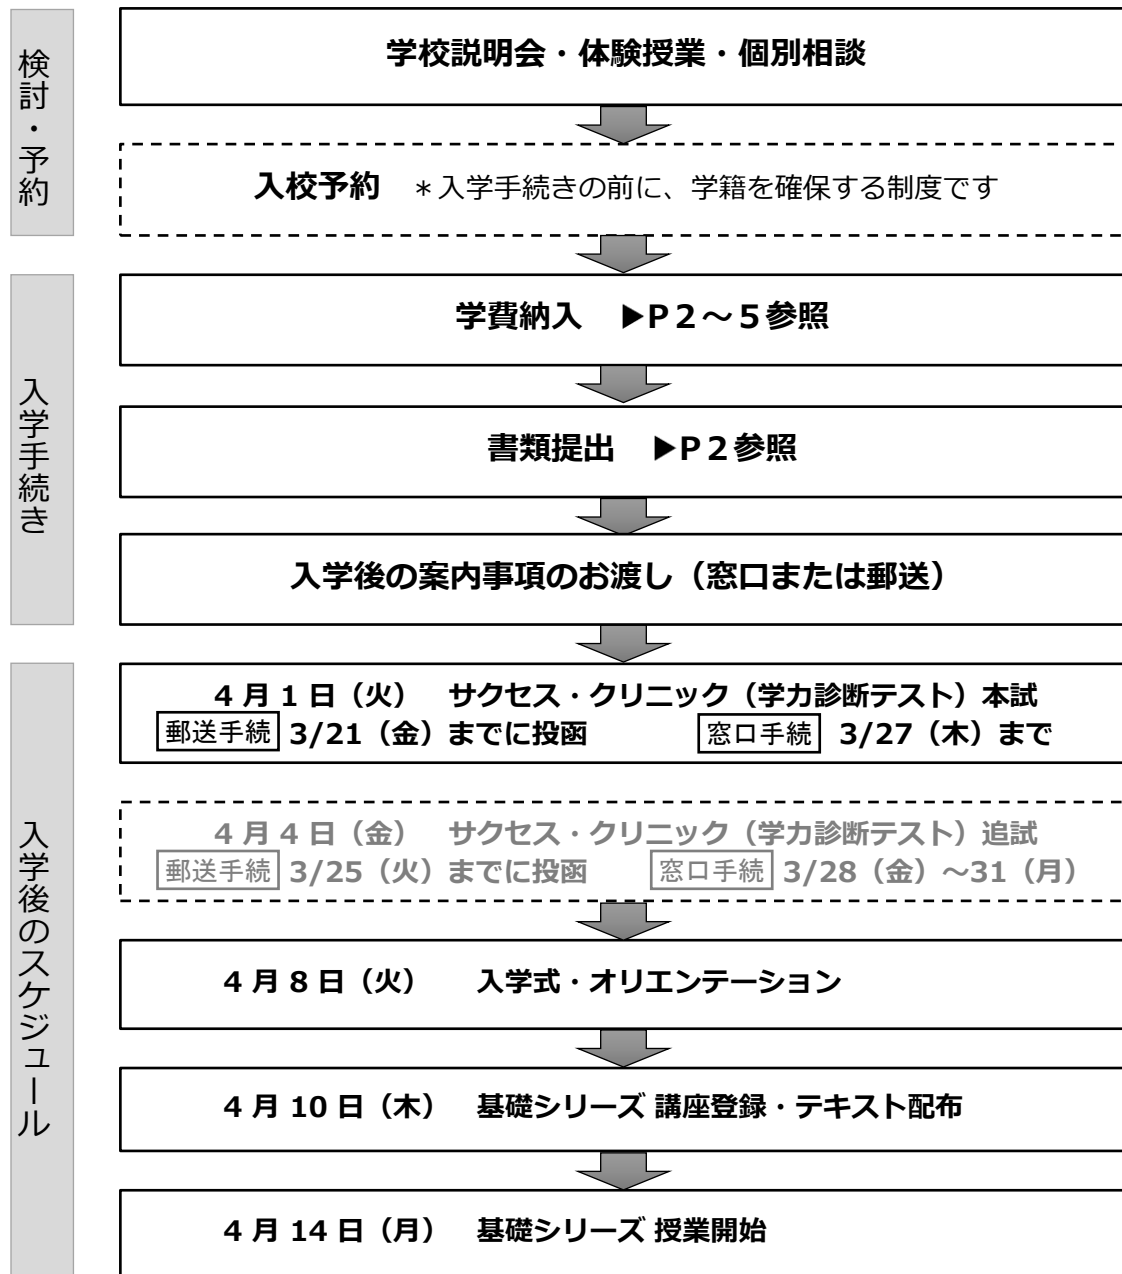 検討・予約
学校説明会・体験授業・個別相談
入校予約 ＊入学手続きの前に、学籍を確保する制度です
入学手続き
学費納入 ▶P２～５参照
書類提出 ▶P２参照
入学後の案内事項のお渡し（窓口または郵送）
入学後のスケジュール
4 月 1 日（火） サクセス・クリニック（学力診断テスト）本試
郵送手続 3/21（金）までに投函 窓口手続 3/27（木）まで
4 月 4 日（金） サクセス・クリニック（学力診断テスト）追試
郵送手続 3/25（火）までに投函 窓口手続 3/28（金）～31（月）
4 月 8 日（火） 入学式・オリエンテーション
4 月 10 日（木） 基礎シリーズ 講座登録・テキスト配布
4 月 14 日（月） 基礎シリーズ 授業開始